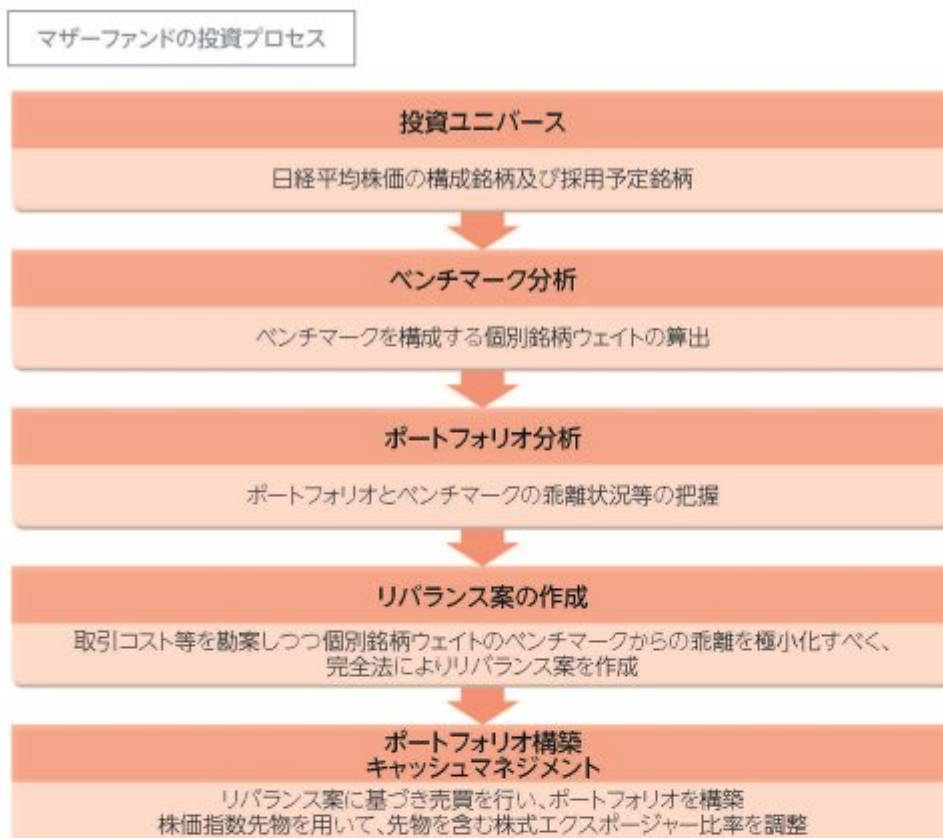 マザーファンドの投資プロセス
投資ユニバース
日経平均株価の構成銘柄及び採用予定銘柄
ベンチマーク分析
ベンチマークを構成する個別銘柄ウェイトの算出
ポートフォリオ分析
ポートフォリオとベンチマークの乖離状況等の把握
リバランス案の作成
取引コスト等を勘案しつつ個別銘柄ウェイトのベンチマークからの乖離を極小化すべく、
完全法によりリバランス案を作成
ポートフォリオ構築
キャッシュマネジメント
リバランス案に基づき売買を行い、ポートフォリオを構築
株価指数先物を用いて、先物を含む株式エクスポージャー比率を調整